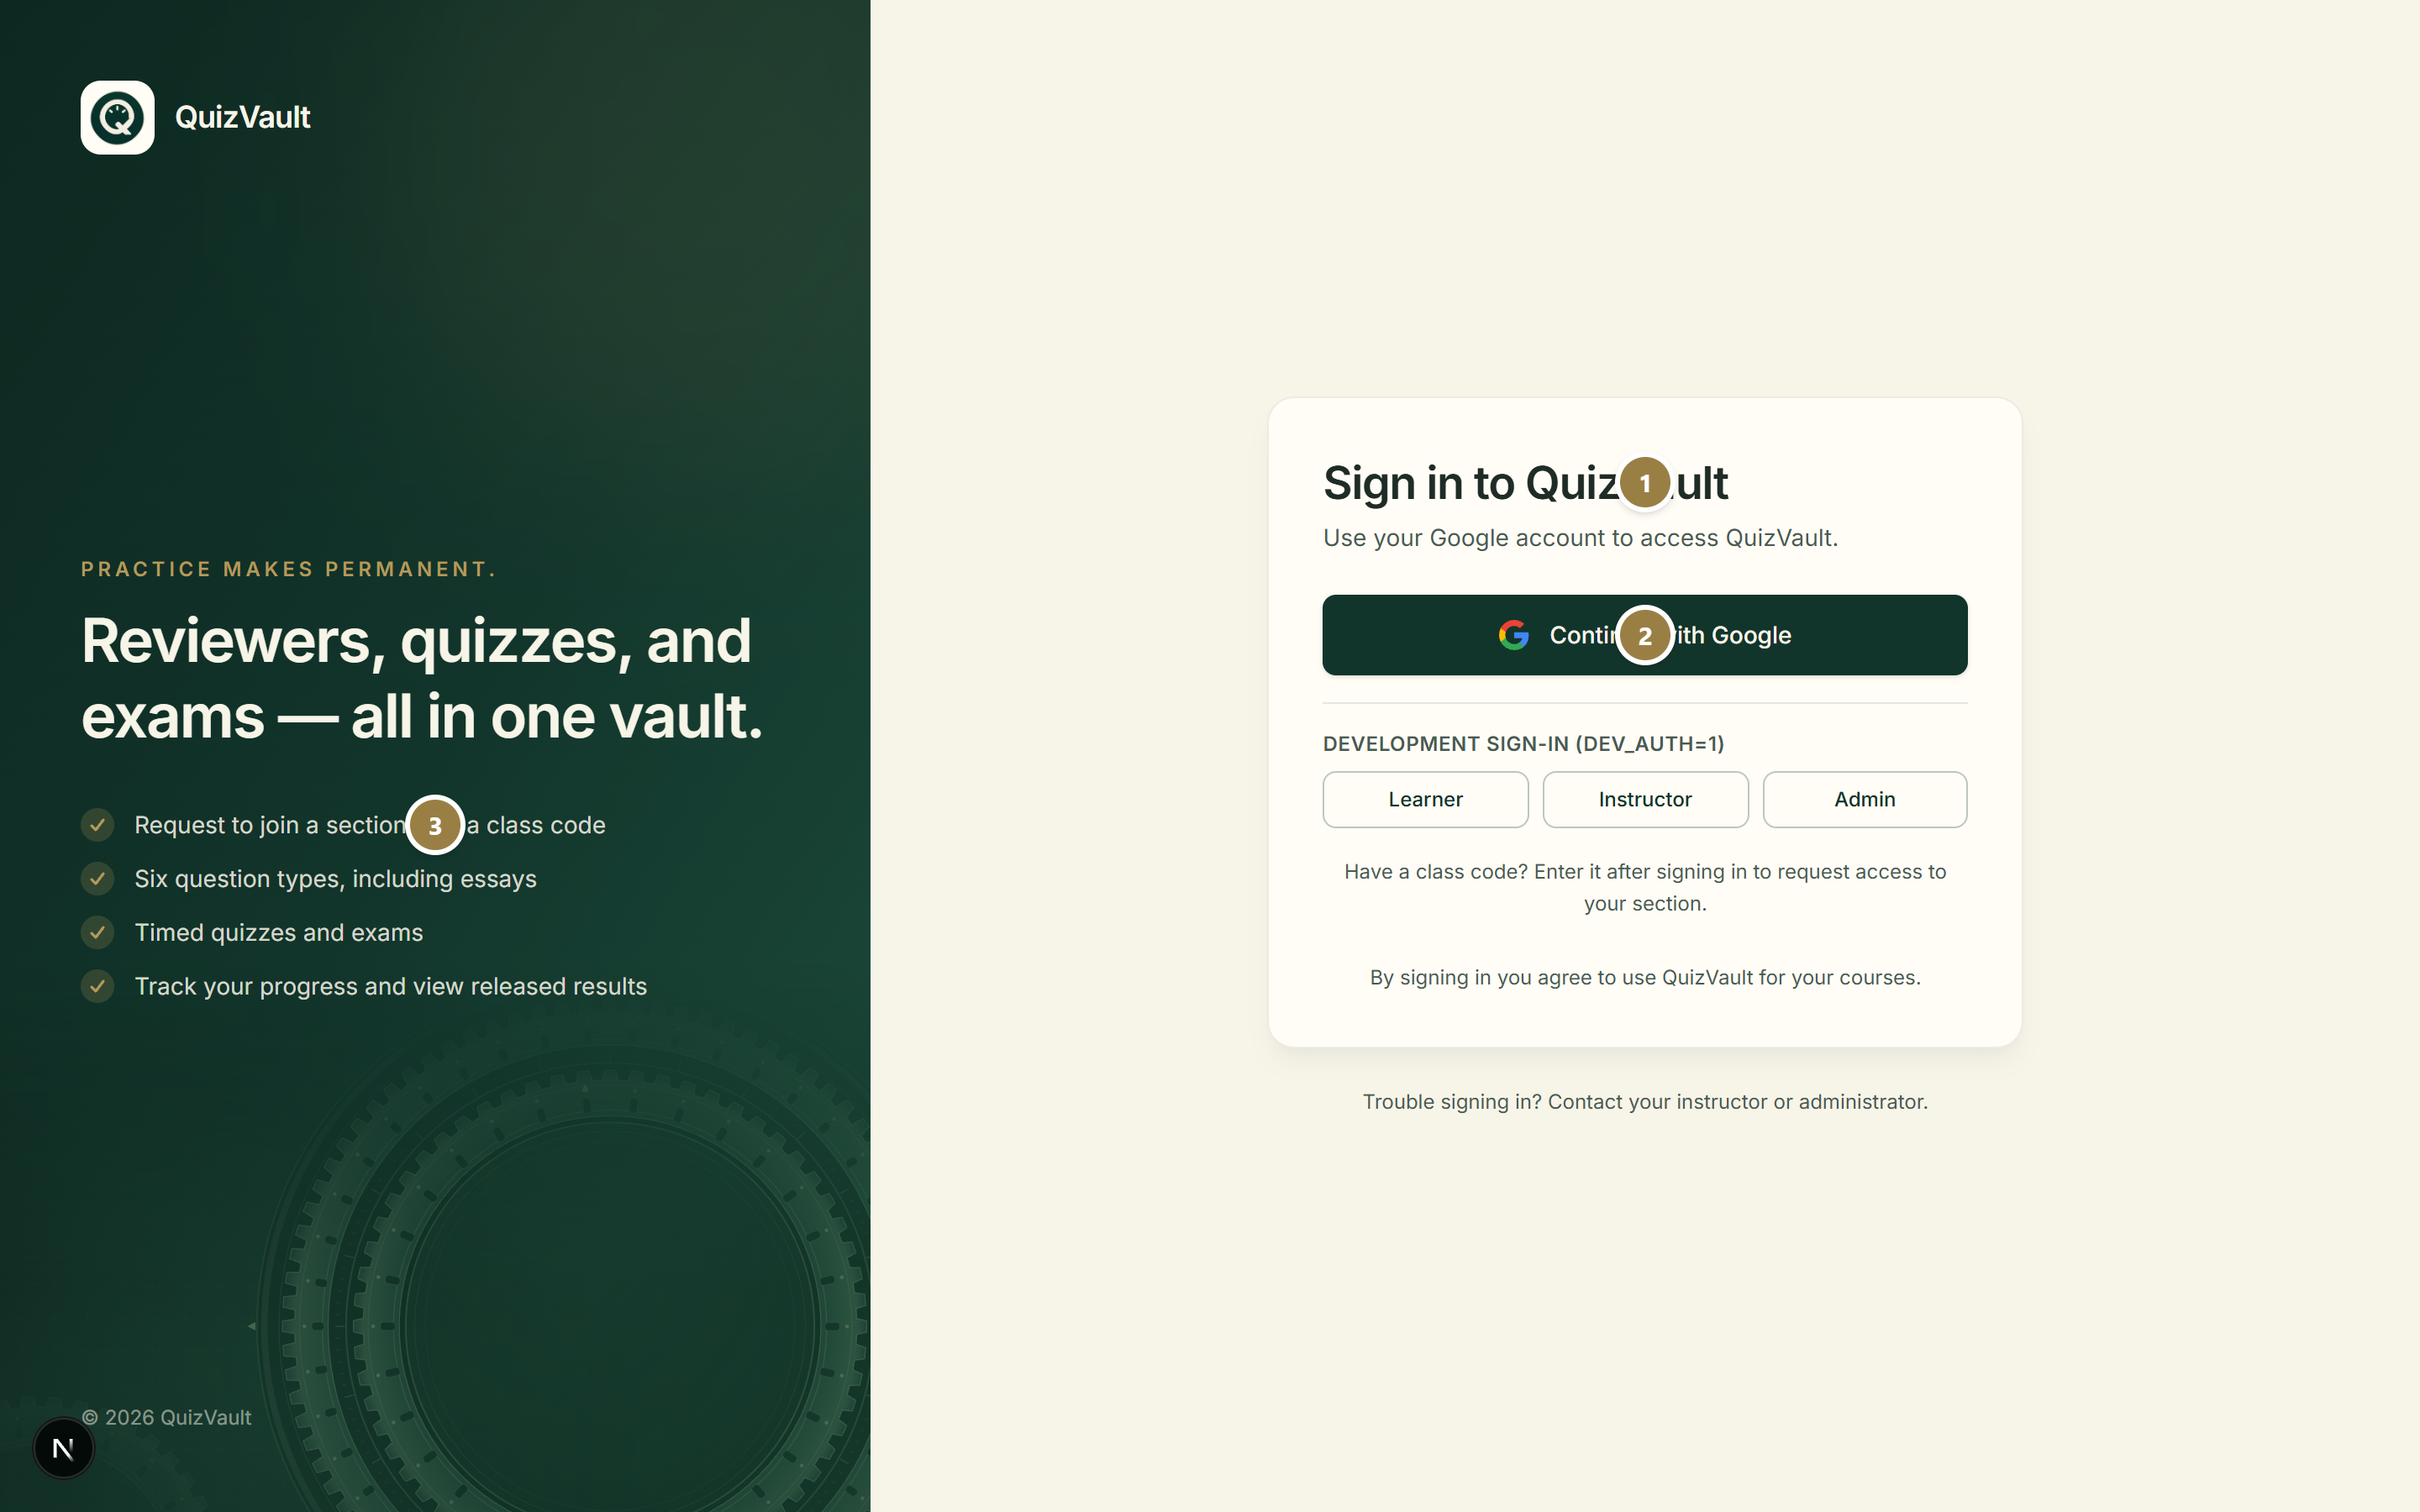 QuizVault
PRACTICE MAKES PERMANENT.
Reviewers, quizzes, and
exams — all in one vault.
Request to join a section 3 a class code
Six question types, including essays
Timed quizzes and exams
Track your progress and view released results
© 2026 QuizVault
N
Sign in to Quiz 1 ult
Use your Google account to access QuizVault.
2 Google
DEVELOPMENT SIGN-IN (DEV_AUTH=1)
Learner Instructor Admin
Have a class code? Enter it after signing in to request access to
your section.
By signing in you agree to use QuizVault for your courses.
Trouble signing in? Contact your instructor or administrator.